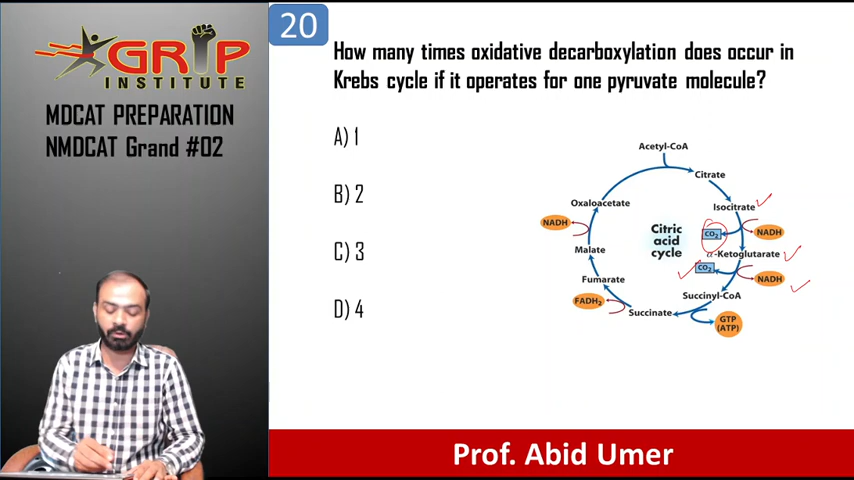 20
GRIP
INSTITUTE
MDCAT PREPARATION
NMDCAT Grand #02
How many times oxidative decarboxylation does occur in
Krebs cycle if it operates for one pyruvate molecule?
A) 1
B) 2
C) 3
D) 4
Acetyl-CoA
Citrate
Isocitrate
Oxaloacetate
NADH
CO2
NADH
Citric
acid
cycle
Malate
α-Ketoglutarate
CO2
NADH
Fumarate
Succinyl-CoA
FADH2
Succinate
GTP
(ATP)
Prof. Abid Umer